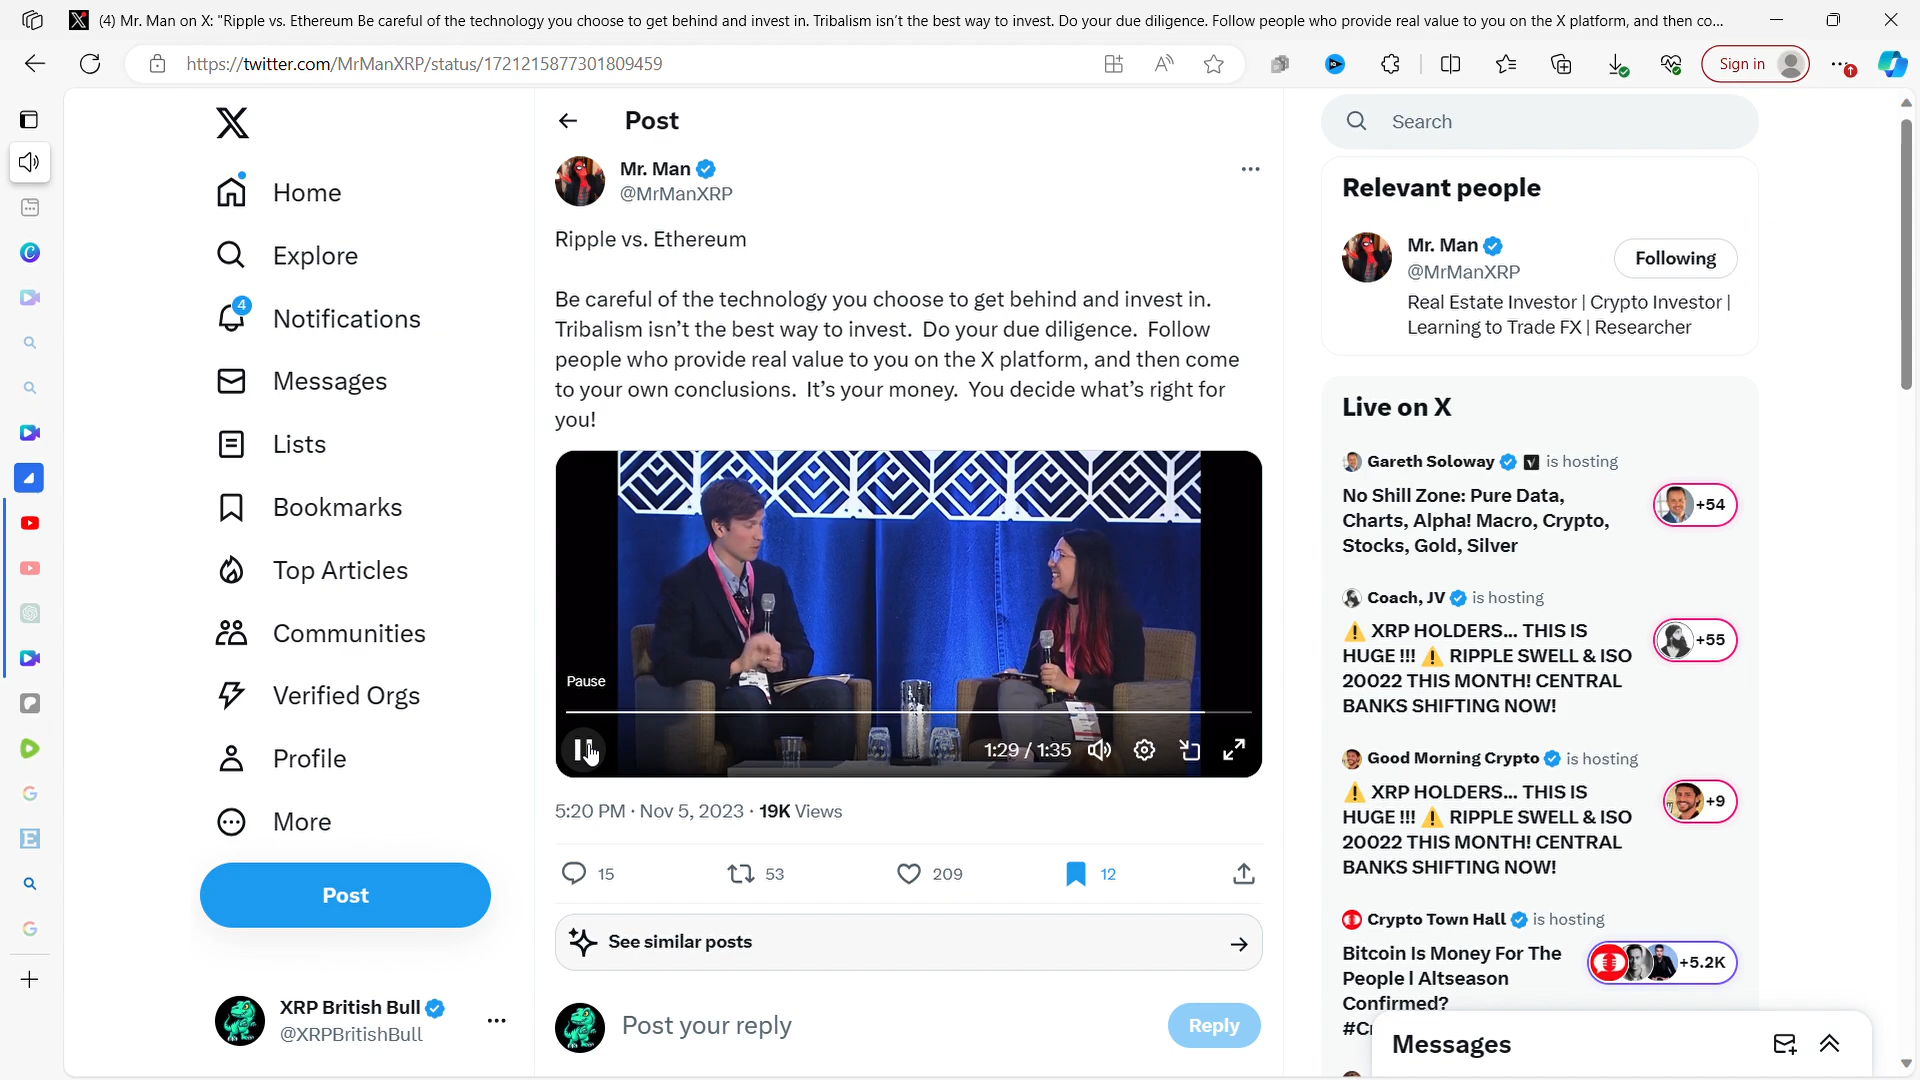 (4) Mr. Man on X: "Ripple vs. Ethereum Be careful of the technology you choose to get behind and invest in. Tribalism isn't the best way to invest. Do your due diligence. Follow people who provide real value to you on the X platform, and then co...
https://twitter.com/MrManXRP/status/1721215877301809459
Sign in
Home
Explore
4
Notifications
Messages
Lists
Bookmarks
Top Articles
Communities
Verified Orgs
Profile
More
Post
XRP British Bull
@XRPBritishBull
Post
Mr. Man
@MrManXRP
Ripple vs. Ethereum
Be careful of the technology you choose to get behind and invest in.
Tribalism isn't the best way to invest.  Do your due diligence.  Follow
people who provide real value to you on the X platform, and then come
to your own conclusions.  It's your money.  You decide what's right for
you!
Pause
1:29 / 1:35
5:20 PM · Nov 5, 2023 · 19K Views
15
53
209
12
See similar posts
Post your reply
Reply
Search
Relevant people
Mr. Man
@MrManXRP
Following
Real Estate Investor | Crypto Investor |
Learning to Trade FX | Researcher
Live on X
Gareth Soloway is hosting
No Shill Zone: Pure Data,
Charts, Alpha! Macro, Crypto,
Stocks, Gold, Silver
+54
Coach, JV is hosting
⚠️ XRP HOLDERS... THIS IS
HUGE !!! ⚠️ RIPPLE SWELL & ISO
20022 THIS MONTH! CENTRAL
BANKS SHIFTING NOW!
+55
Good Morning Crypto is hosting
⚠️ XRP HOLDERS... THIS IS
HUGE !!! ⚠️ RIPPLE SWELL & ISO
20022 THIS MONTH! CENTRAL
BANKS SHIFTING NOW!
+9
Crypto Town Hall is hosting
Bitcoin Is Money For The
People | Altseason
Confirmed?
#Cr
+5.2K
Messages